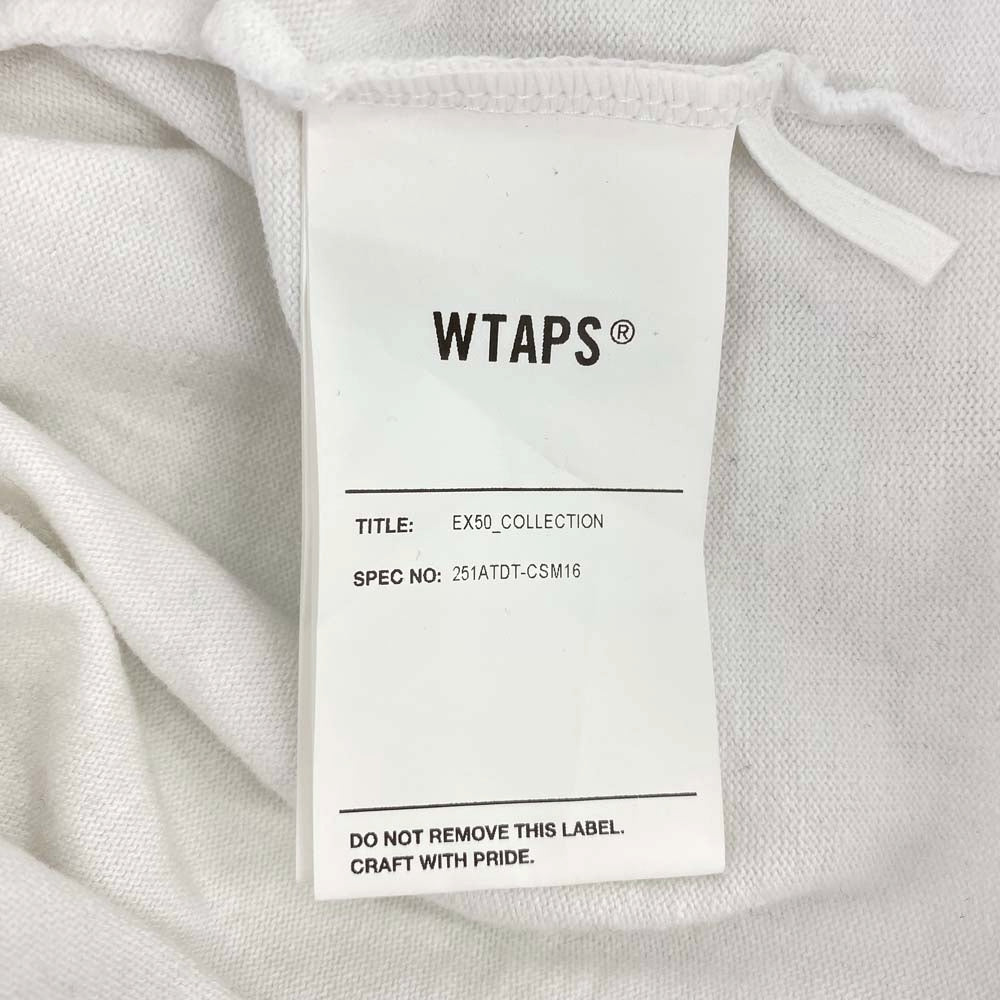 WTAPS®
TITLE: EX50_COLLECTION
SPEC NO: 251ATDT-CSM16
DO NOT REMOVE THIS LABEL.
CRAFT WITH PRIDE.